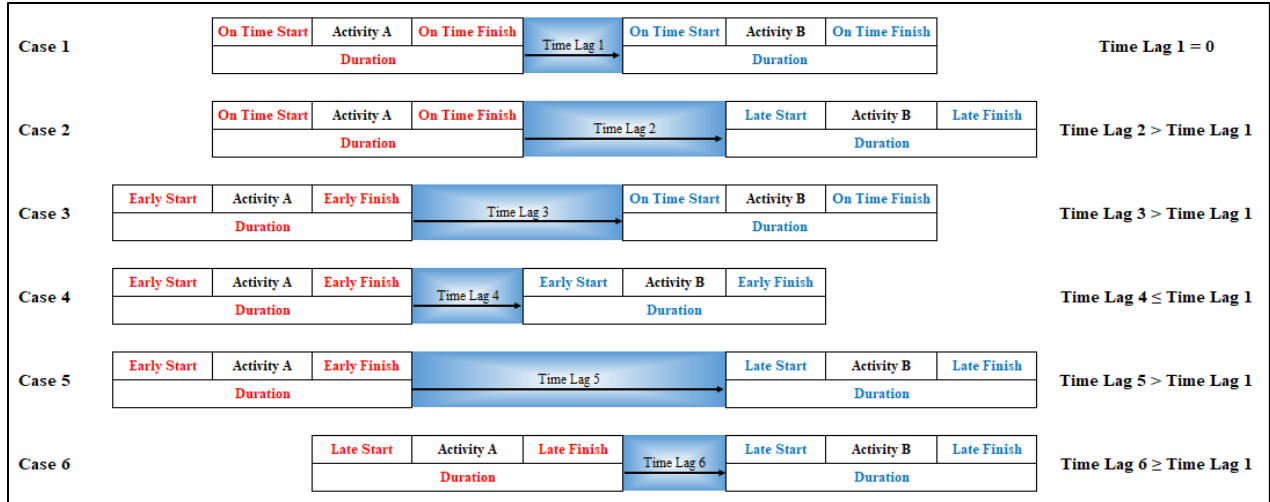 On Time Start Activity A On Time Finish On Time Start Activity B On Time Finish
Case 1 Time Lag 1 Time Lag 1 = 0
Duration Duration
On Time Start Activity A On Time Finish Late Start Activity B Late Finish
Case 2 Time Lag 2 Time Lag 2 > Time Lag 1
Duration Duration
Early Start Activity A Early Finish On Time Start Activity B On Time Finish
Case 3 Time Lag 3 Time Lag 3 > Time Lag 1
Duration Duration
Early Start Activity A Early Finish Early Start Activity B Early Finish
Case 4 Time Lag 4 Time Lag 4 ≤ Time Lag 1
Duration Duration
Early Start Activity A Early Finish Late Start Activity B Late Finish
Case 5 Time Lag 5 Time Lag 5 > Time Lag 1
Duration Duration
Late Start Activity A Late Finish Late Start Activity B Late Finish
Case 6 Time Lag 6 Time Lag 6 ≥ Time Lag 1
Duration Duration